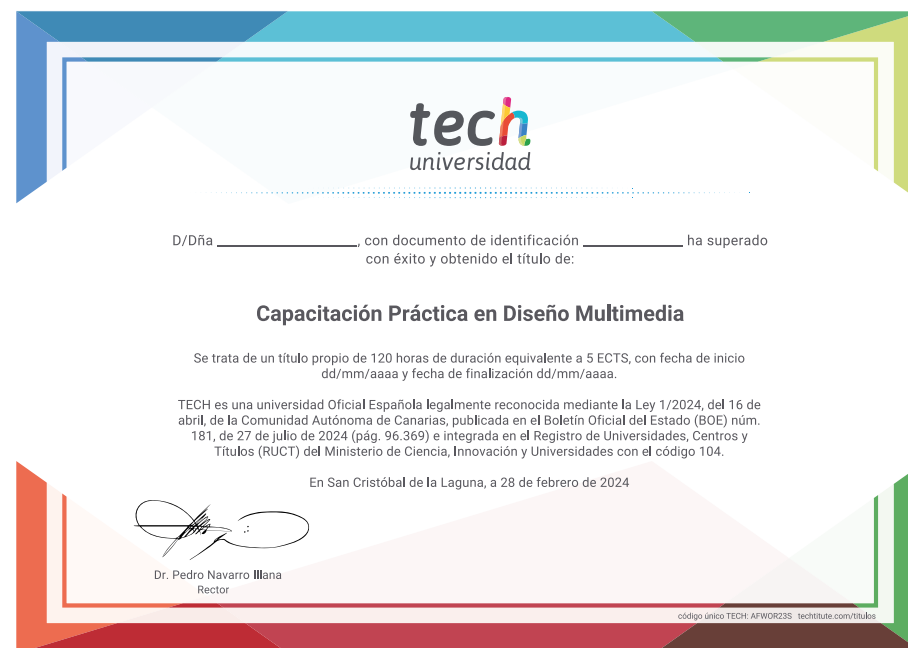 tech
universidad
D/Dña ____________________, con documento de identificación ______________ ha superado
con éxito y obtenido el título de:
Capacitación Práctica en Diseño Multimedia
Se trata de un título propio de 120 horas de duración equivalente a 5 ECTS, con fecha de inicio
dd/mm/aaaa y fecha de finalización dd/mm/aaaa.
TECH es una universidad Oficial Española legalmente reconocida mediante la Ley 1/2024, del 16 de
abril, de la Comunidad Autónoma de Canarias, publicada en el Boletín Oficial del Estado (BOE) núm.
181, de 27 de julio de 2024 (pág. 96.369) e integrada en el Registro de Universidades, Centros y
Títulos (RUCT) del Ministerio de Ciencia, Innovación y Universidades con el código 104.
En San Cristóbal de la Laguna, a 28 de febrero de 2024
Dr. Pedro Navarro Illana
Rector
código único TECH: AFWOR23S techtitute.com/titulos